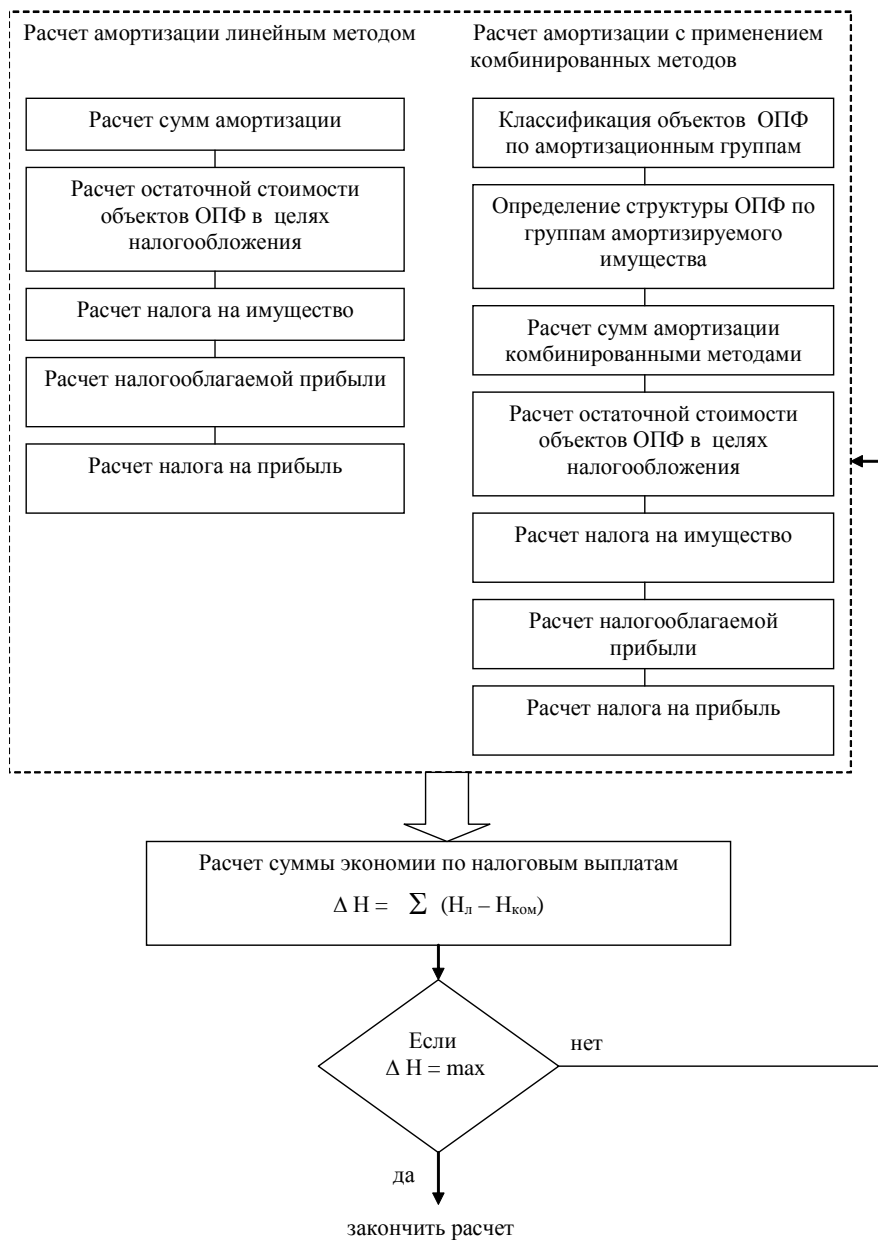 Расчет амортизации линейным методом
Расчет сумм амортизации
Расчет остаточной стоимости
объектов ОПФ в целях
налогообложения
Расчет налога на имущество
Расчет налогооблагаемой прибыли
Расчет налога на прибыль
Расчет амортизации с применением
комбинированных методов
Классификация объектов ОПФ
по амортизационным группам
Определение структуры ОПФ по
группам амортизируемого
имущества
Расчет сумм амортизации
комбинированными методами
Расчет остаточной стоимости
объектов ОПФ в целях
налогообложения
Расчет налога на имущество
Расчет налогооблагаемой
прибыли
Расчет налога на прибыль
Расчет суммы экономии по налоговым выплатам
Δ Н = Σ (Нл – Нком)
Если
Δ Н = max
нет
да
закончить расчет